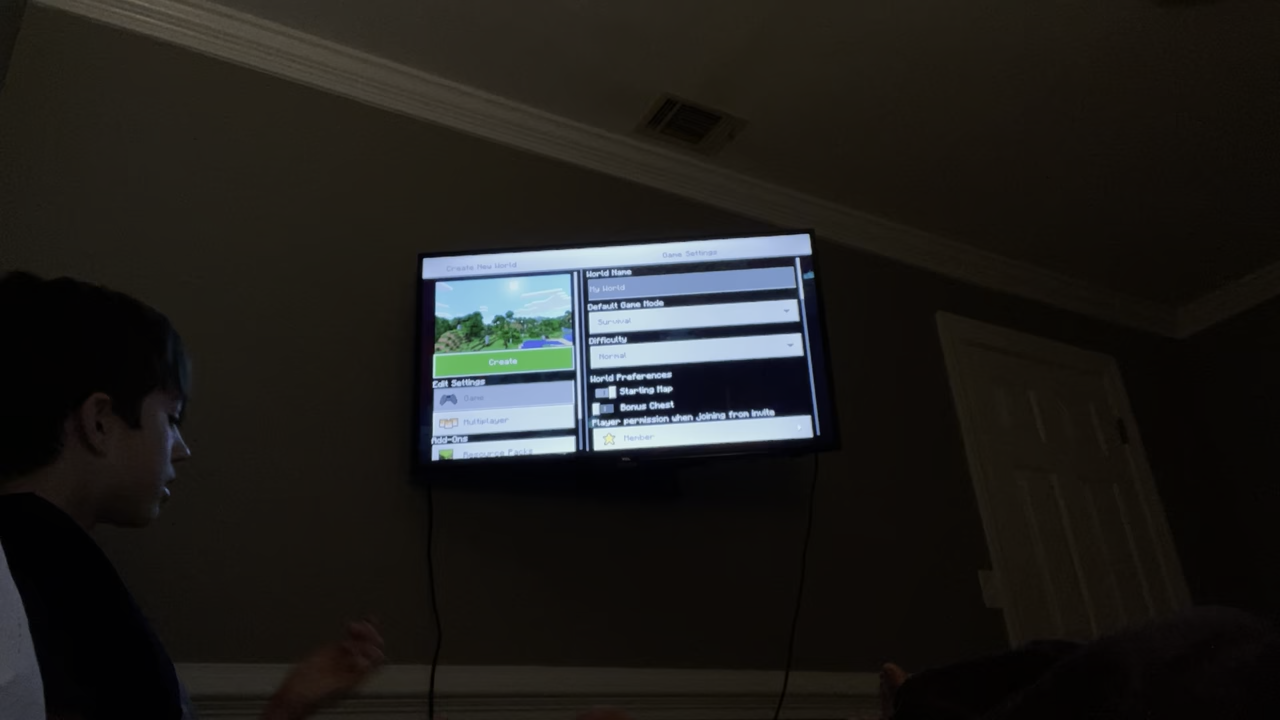 Create New World
Game Settings
Create
Edit Settings
Game
Multiplayer
Add-Ons
Resource Packs
World Name
My World
Default Game Mode
Survival
Difficulty
Normal
World Preferences
Starting Map
Bonus Chest
Player permission when joining from invite
Member